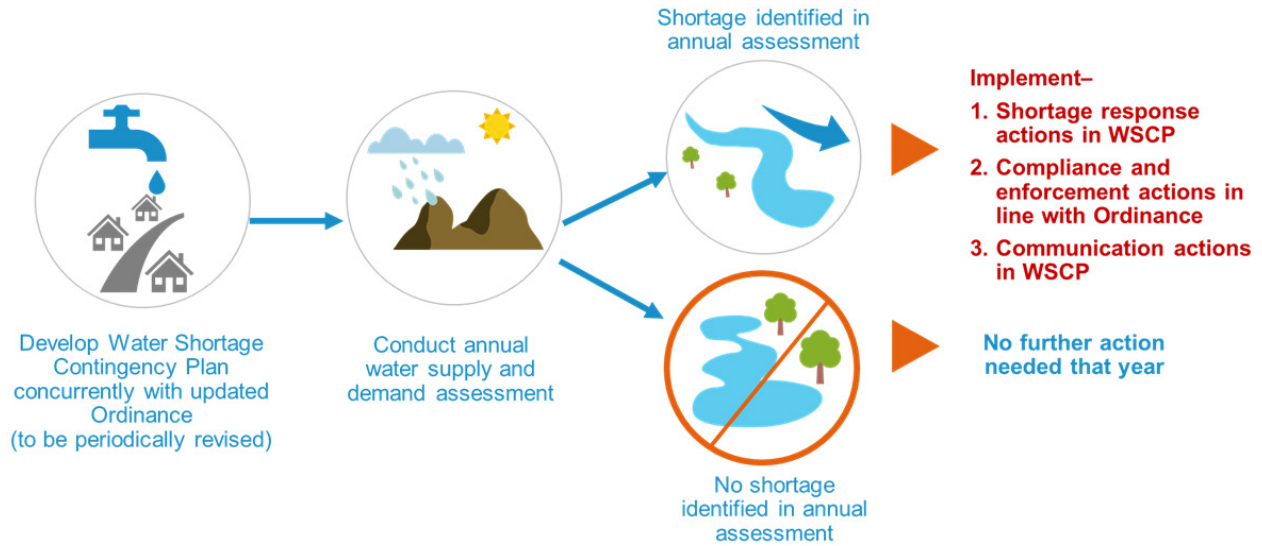 Develop Water Shortage
Contingency Plan
concurrently with updated
Ordinance
(to be periodically revised)
Conduct annual
water supply and
demand assessment
Shortage identified in
annual assessment
Implement–
1. Shortage response
actions in WSCP
2. Compliance and
enforcement actions in
line with Ordinance
3. Communication actions
in WSCP
No shortage
identified in annual
assessment
No further action
needed that year